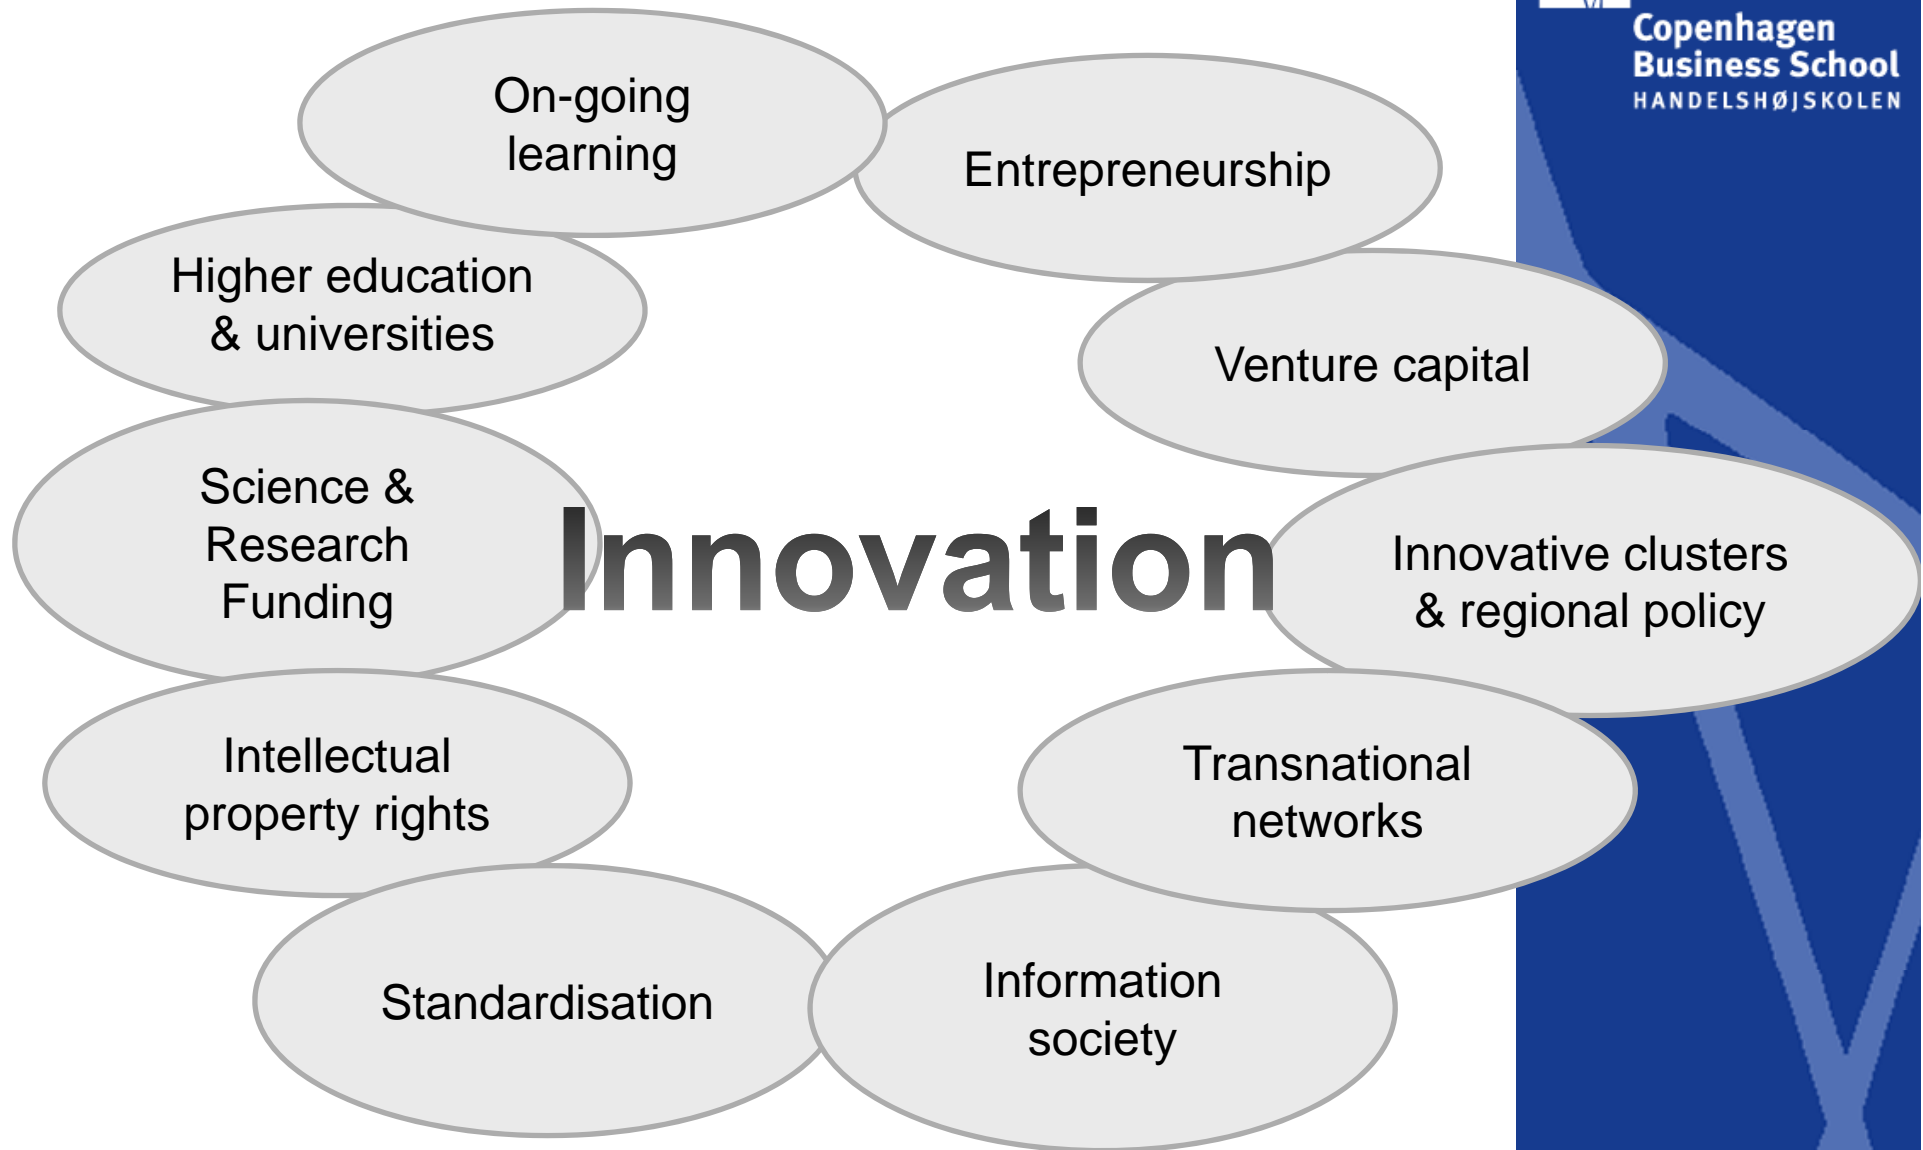 Copenhagen
Business School
HANDELSHØJSKOLEN
On-going
learning
Entrepreneurship
Higher education
& universities
Venture capital
Science &
Research
Funding
Innovation
Innovative clusters
& regional policy
Intellectual
property rights
Transnational
networks
Standardisation
Information
society